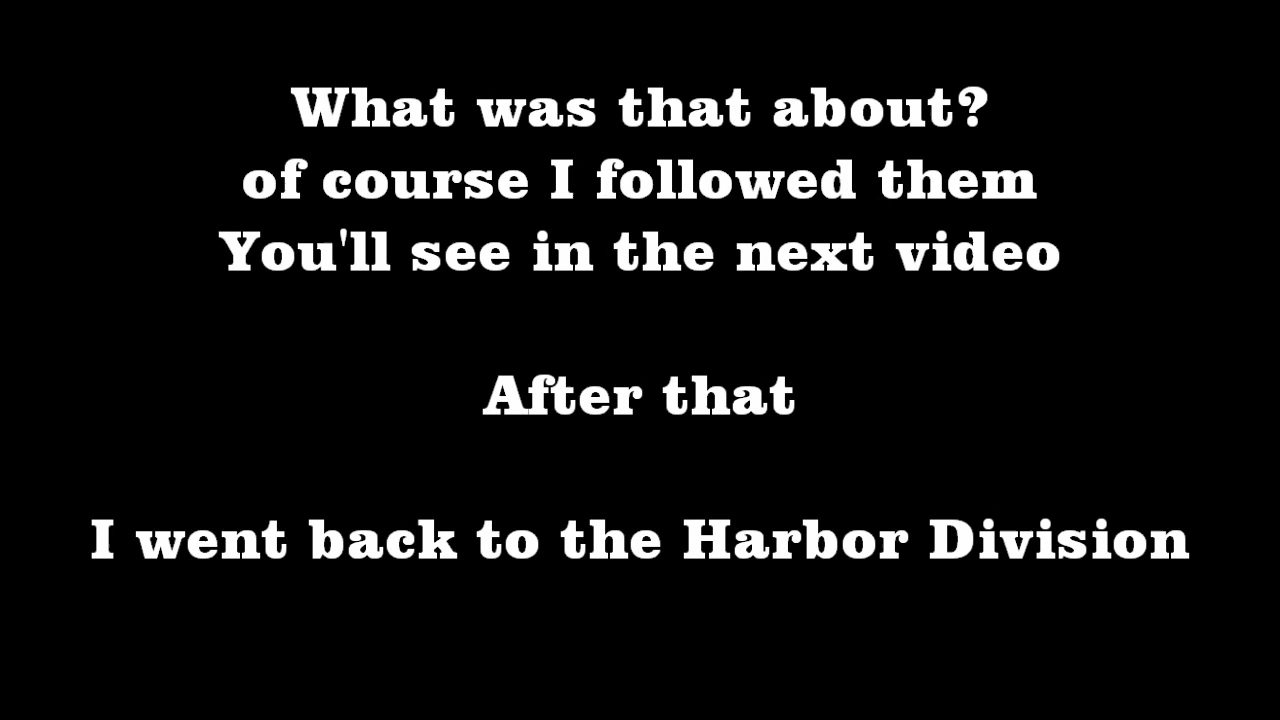 What was that about?
of course I followed them
You'll see in the next video
After that
I went back to the Harbor Division